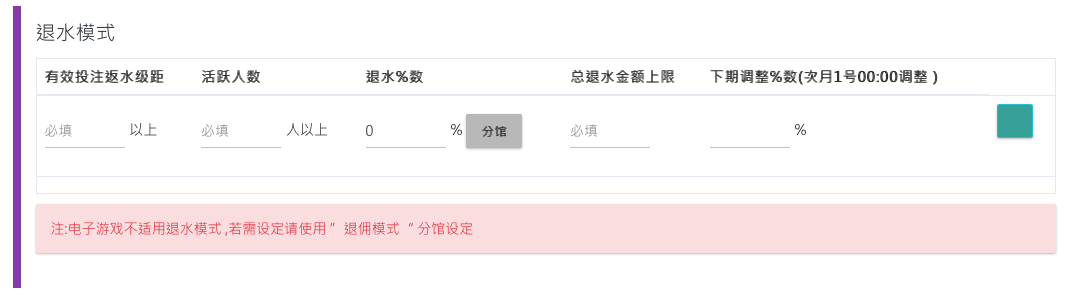 退水模式
有效投注返水级距 活跃人数 退水%数 总退水金额上限 下期调整%数(次月1号00:00调整 )
必填 以上 必填 人以上 0 % 分馆 必填 %
注:电子游戏不适用退水模式 ,若需设定请使用 ” 退佣模式 “ 分馆设定